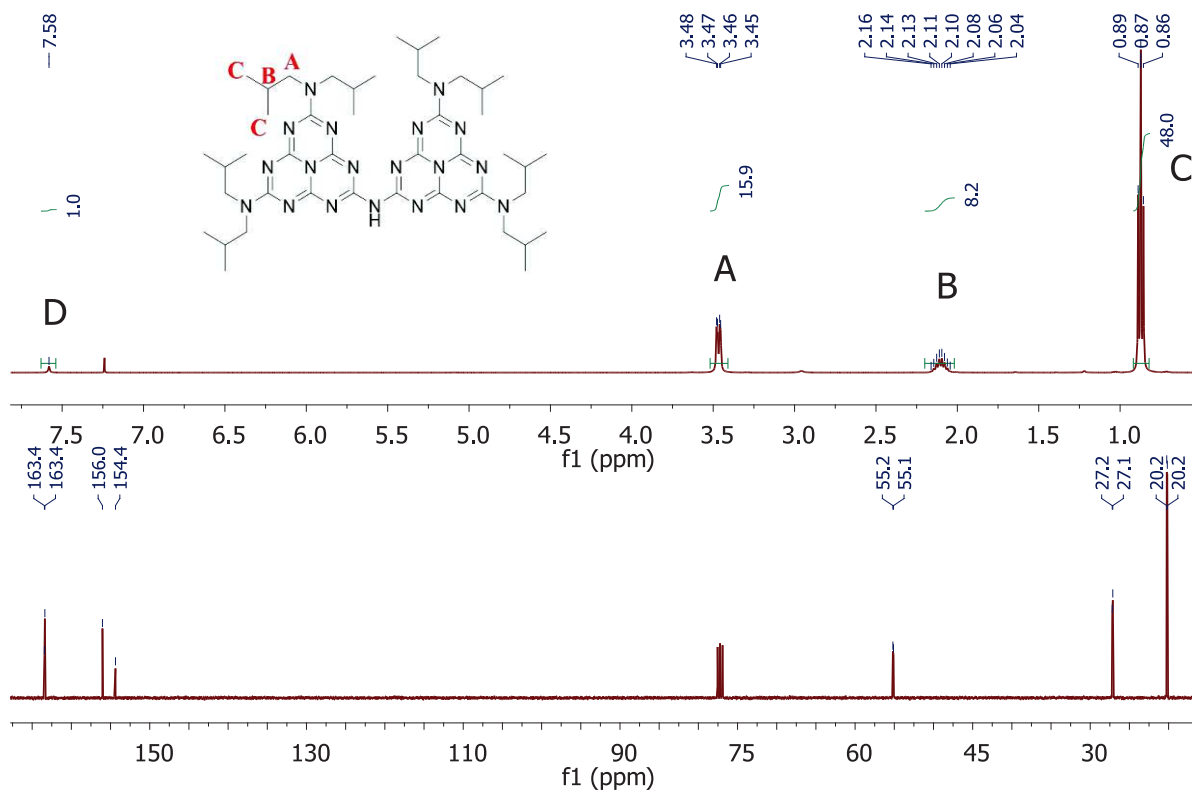 7.58
3.48
3.47
3.46
3.45
2.16
2.14
2.13
2.11
2.10
2.08
2.06
2.04
0.89
0.87
0.86
C B A
C
N N
N N N N
N N N N N N
N N N N N H N N N N N
1.0
15.9
8.2
48.0
D
A
B
C
7.5 7.0 6.5 6.0 5.5 5.0 4.5 4.0 3.5 3.0 2.5 2.0 1.5 1.0
f1 (ppm)
163.4
163.4
156.0
154.4
55.2
55.1
27.2
27.1
20.2
20.2
150 130 110 90 75 60 45 30
f1 (ppm)